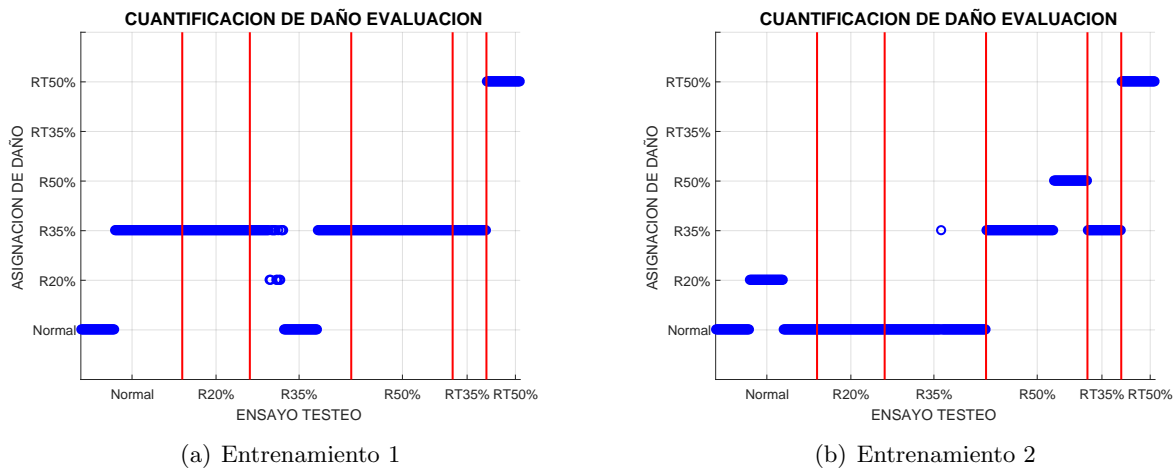 CUANTIFICACION DE DAÑO EVALUACION
ASIGNACION DE DAÑO
RT50%
RT35%
R50%
R35%
R20%
Normal
Normal R20% R35% R50% RT35% RT50%
ENSAYO TESTEO
(a) Entrenamiento 1
CUANTIFICACION DE DAÑO EVALUACION
ASIGNACION DE DAÑO
RT50%
RT35%
R50%
R35%
R20%
Normal
Normal R20% R35% R50% RT35% RT50%
ENSAYO TESTEO
(b) Entrenamiento 2